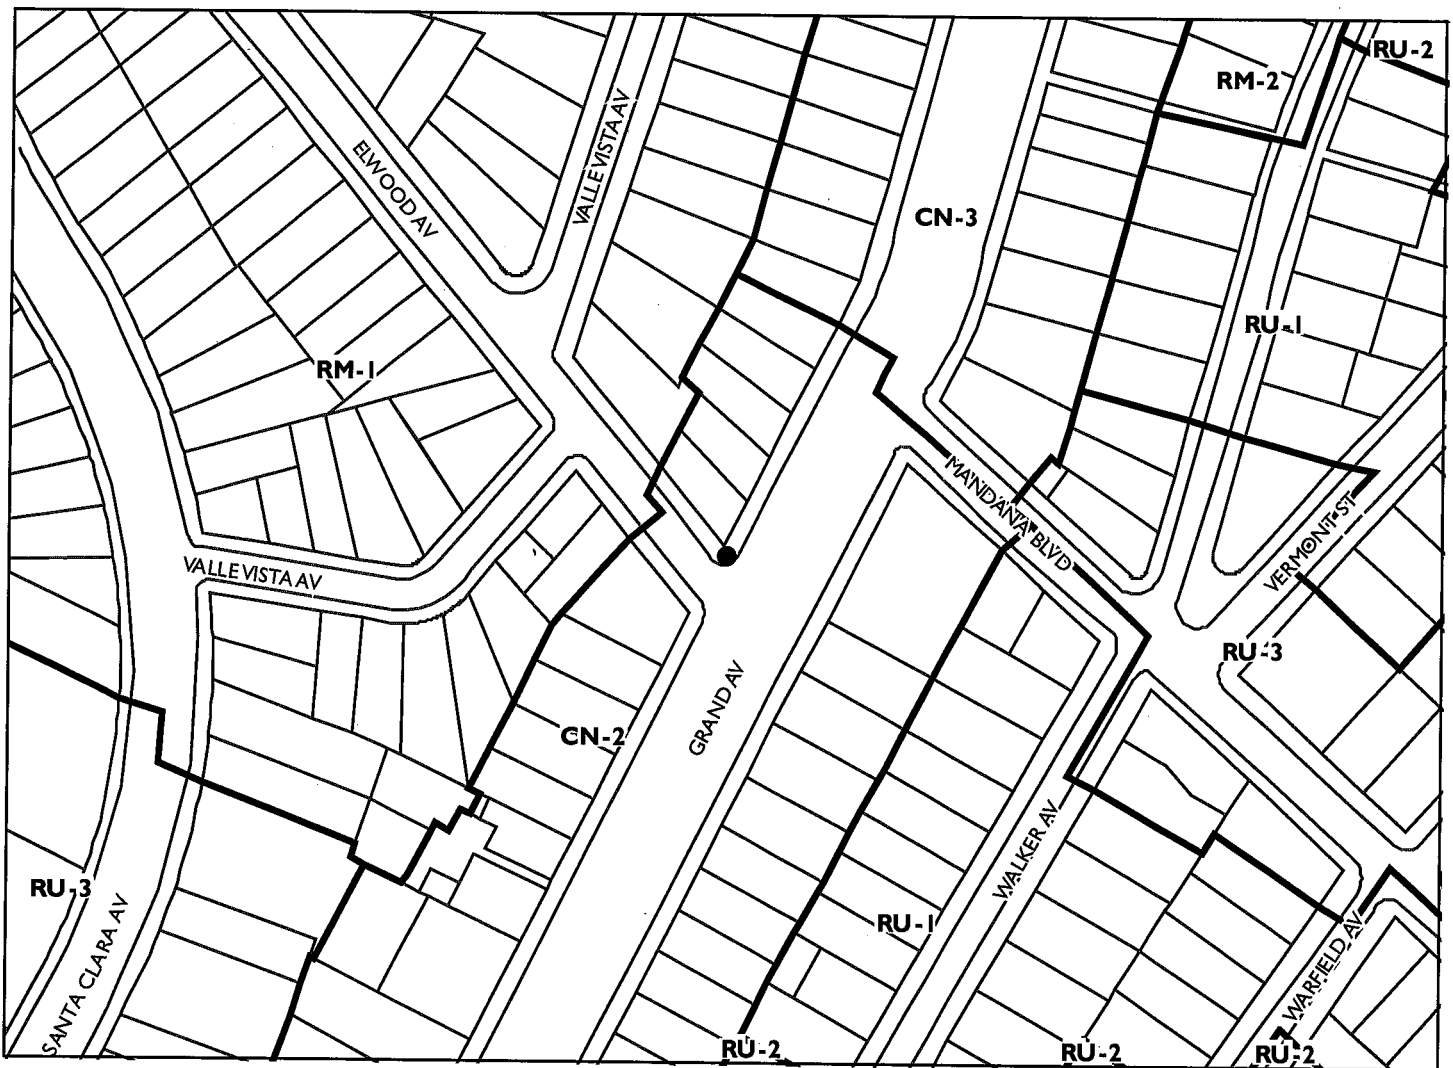 RU-2
RM-2
VALLE VISTA AV
ELWOOD AV
CN-3
RU-1
RM-1
MANDANA BLVD
VERMONT ST
VALLE VISTA AV
RU-3
CN-2
GRAND AV
WALKER AV
RU-3
RU-1
SANTA CLARA AV
WARFIELD AV
RU-2
RU-2
RU-2